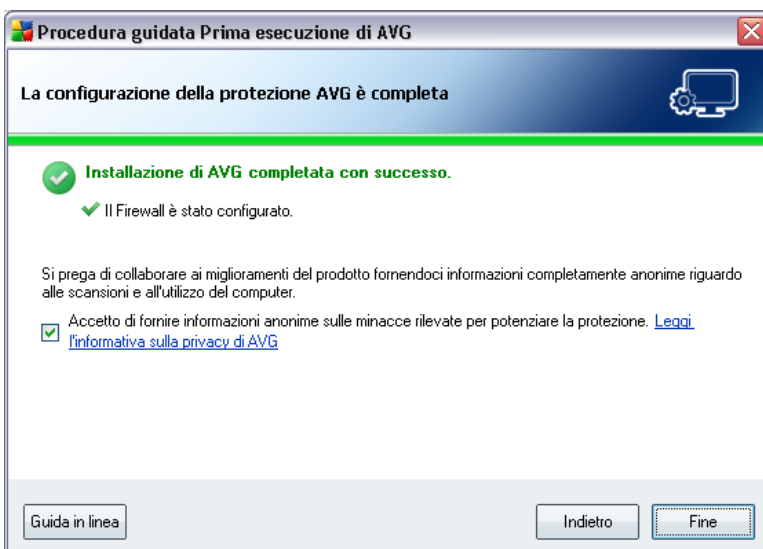 Procedura guidata Prima esecuzione di AVG
La configurazione della protezione AVG è completa
Installazione di AVG completata con successo.
Il Firewall è stato configurato.
Si prega di collaborare ai miglioramenti del prodotto fornendoci informazioni completamente anonime riguardo
alle scansioni e all'utilizzo del computer.
Accetto di fornire informazioni anonime sulle minacce rilevate per potenziare la protezione. Leggi
l'informativa sulla privacy di AVG
Guida in linea
Indietro
Fine